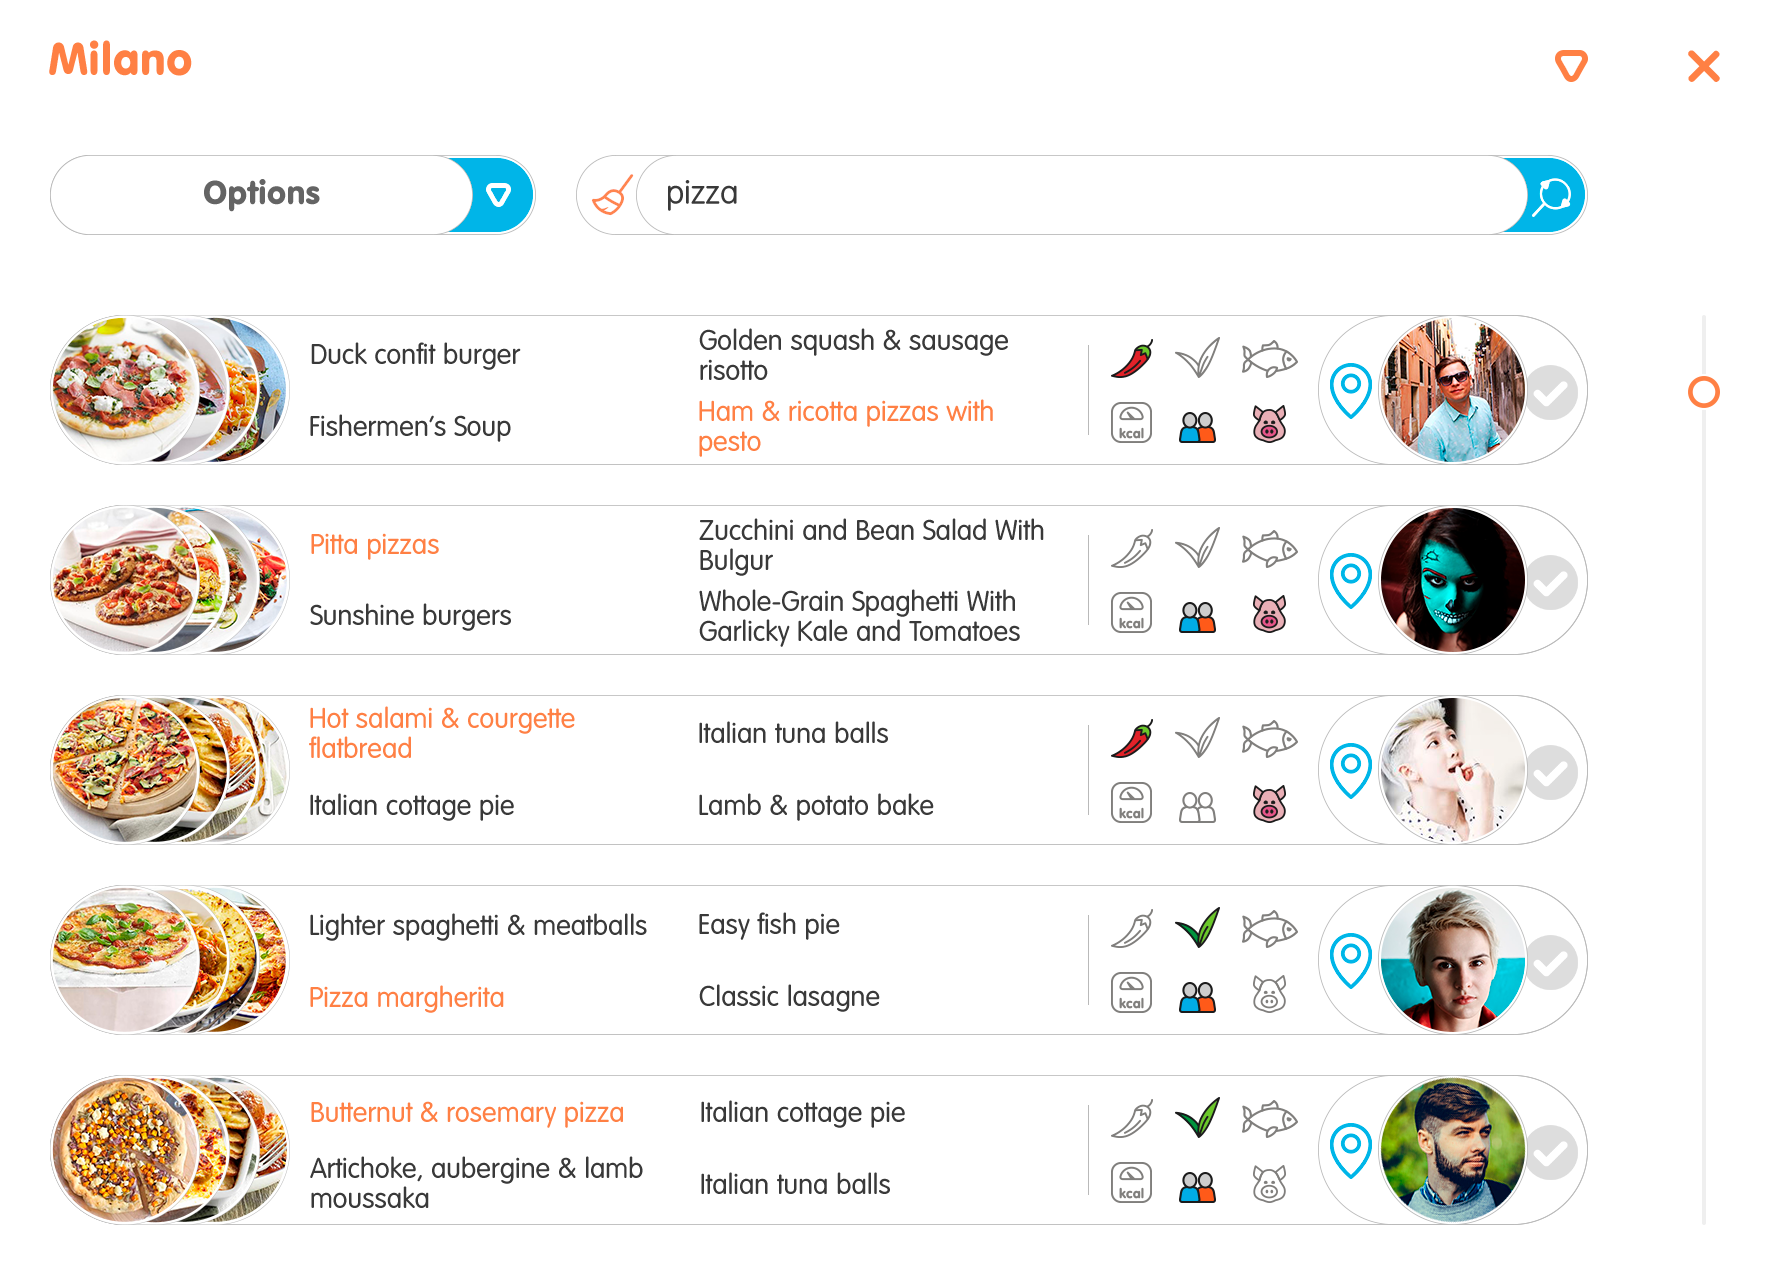 Milano
Options
pizza
Duck confit burger
Golden squash & sausage
risotto
Fishermen’s Soup
Ham & ricotta pizzas with
pesto
kcal
Pitta pizzas
Zucchini and Bean Salad With
Bulgur
Sunshine burgers
Whole-Grain Spaghetti With
Garlicky Kale and Tomatoes
kcal
Hot salami & courgette
flatbread
Italian tuna balls
Italian cottage pie
Lamb & potato bake
kcal
Lighter spaghetti & meatballs
Easy fish pie
Pizza margherita
Classic lasagne
kcal
Butternut & rosemary pizza
Italian cottage pie
Artichoke, aubergine & lamb
moussaka
Italian tuna balls
kcal